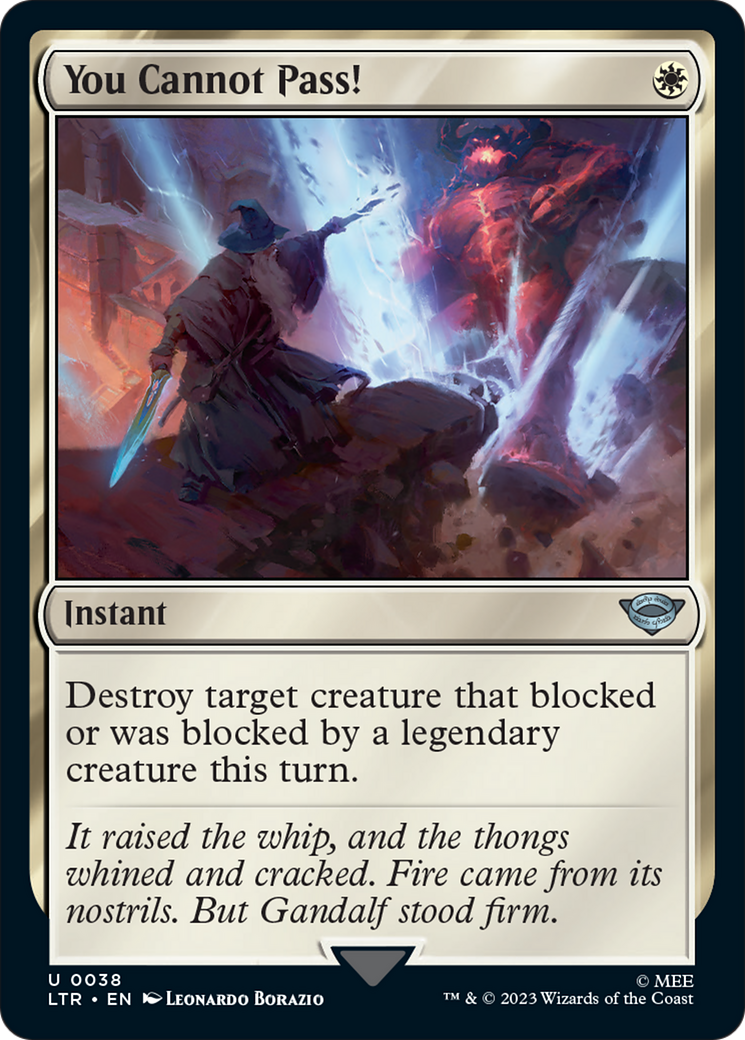 You Cannot Pass!
Instant
Destroy target creature that blocked
or was blocked by a legendary
creature this turn.
It raised the whip, and the thongs
whined and cracked. Fire came from its
nostrils. But Gandalf stood firm.
U 0038
LTR • EN Leonardo Borazio
© MEE
™ & © 2023 Wizards of the Coast